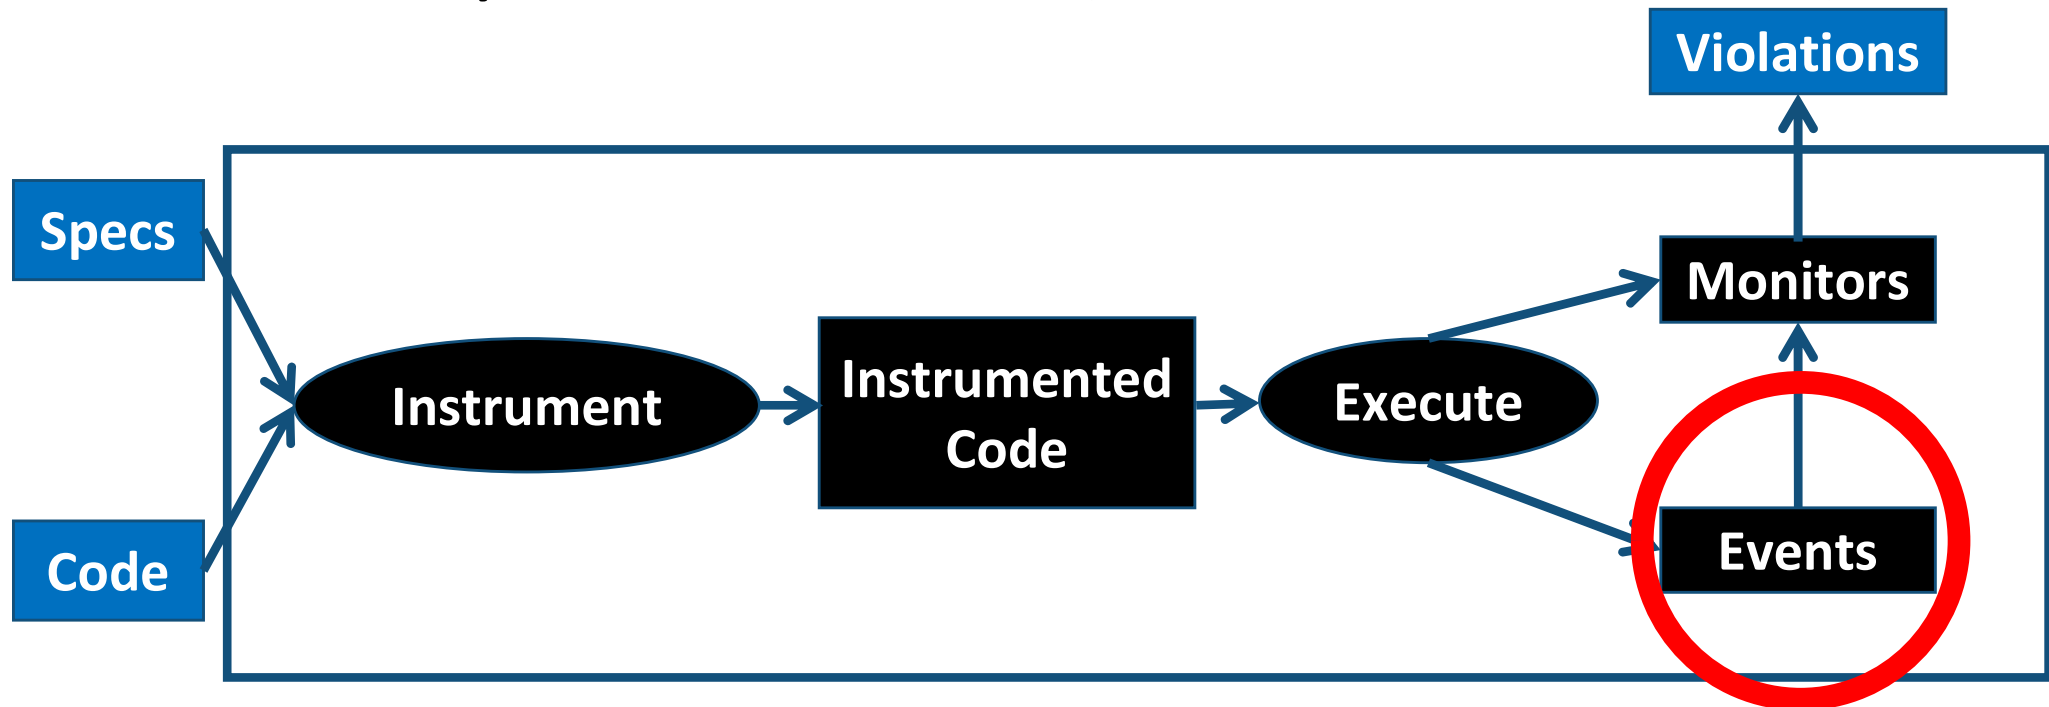 Violations
Specs
Monitors
Instrument
Instrumented
Code
Execute
Code
Events